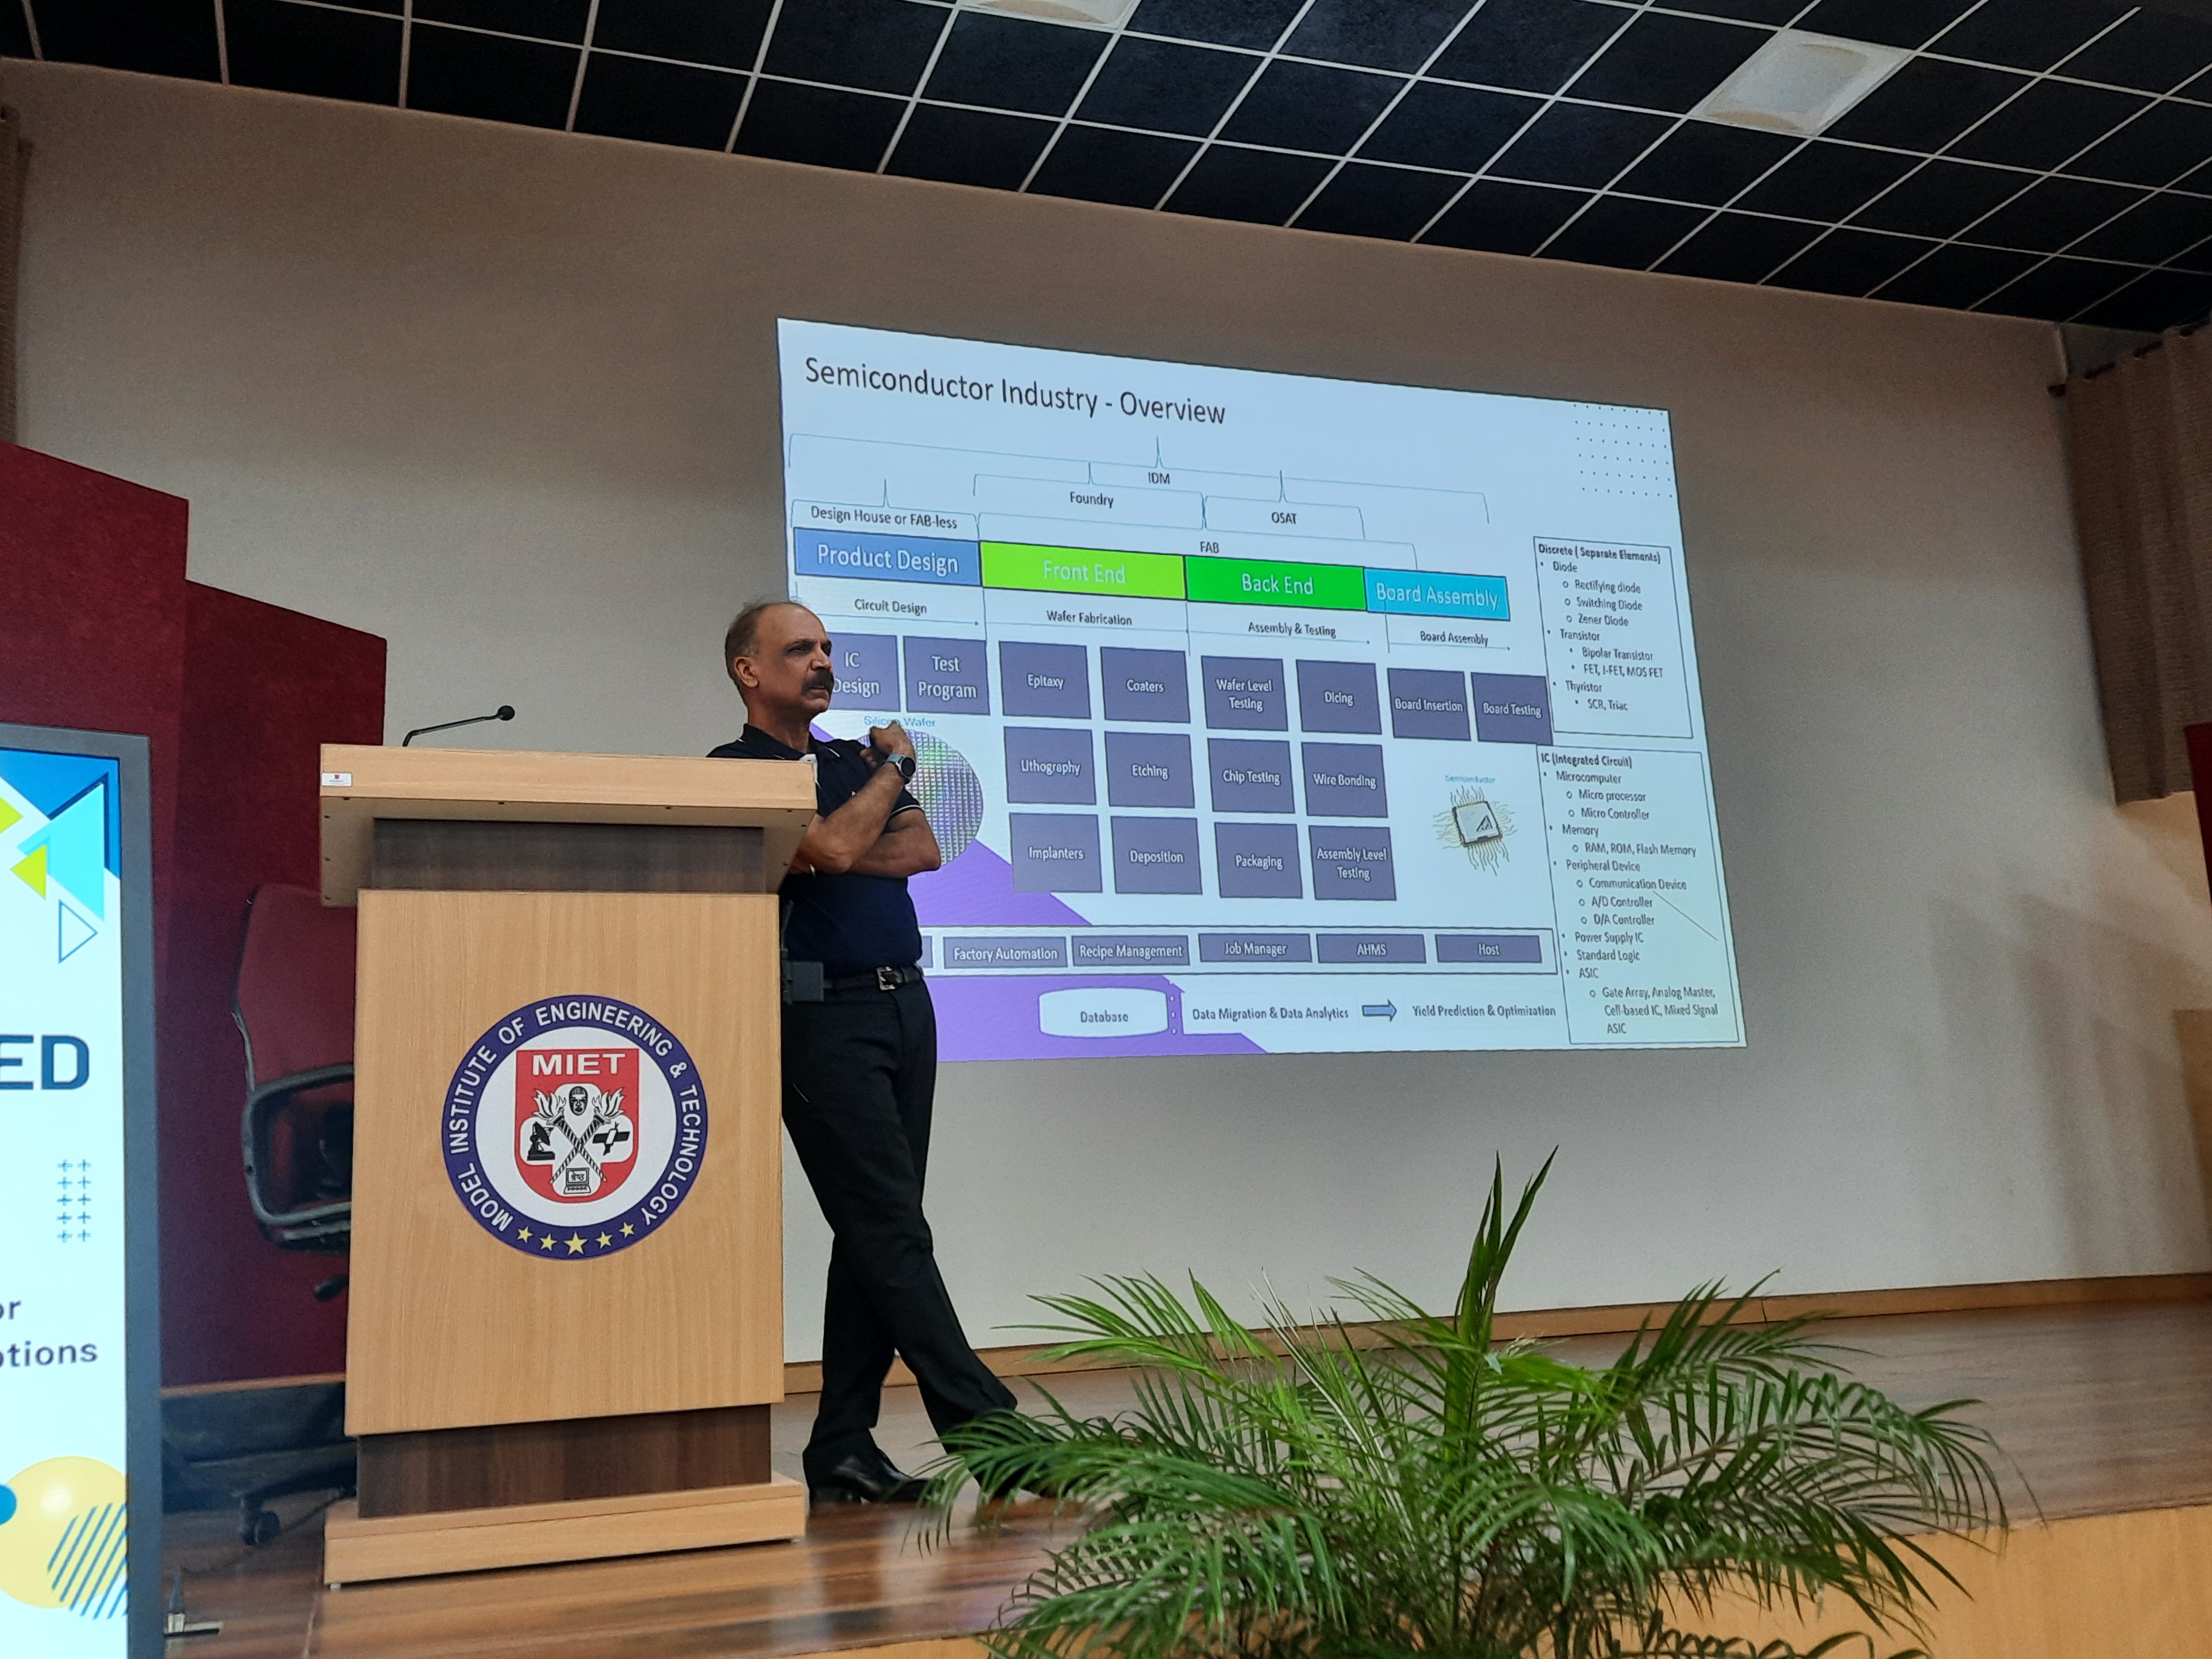 Semiconductor Industry - Overview
IDM
Foundry
OSAT
Design House or FAB-less
FAB
Product Design
Front End
Back End
Board Assembly
Circuit Design
Wafer Fabrication
Assembly & Testing
Board Assembly
IC
Design
Test
Program
Epitaxy
Coaters
Wafer Level
Testing
Dicing
Board Insertion
Board Testing
Silicon Wafer
Lithography
Etching
Chip Testing
Wire Bonding
Semiconductor
Implanters
Deposition
Packaging
Assembly Level
Testing
Factory Automation
Recipe Management
Job Manager
AHMS
Host
Database
Data Migration & Data Analytics
Yield Prediction & Optimization
Discrete ( Separate Elements)
• Diode
o Rectifying diode
o Switching Diode
o Zener Diode
• Transistor
• Bipolar Transistor
• FET, J-FET, MOS FET
• Thyristor
• SCR, Triac
IC (Integrated Circuit)
• Microcomputer
o Micro processor
o Micro Controller
• Memory
o RAM, ROM, Flash Memory
• Peripheral Device
o Communication Device
o A/D Controller
o D/A Controller
• Power Supply IC
• Standard Logic
• ASIC
o Gate Array, Analog Master,
Cell-based IC, Mixed Signal
ASIC
MODEL INSTITUTE OF ENGINEERING & TECHNOLOGY
MIET
ED
or
ptions